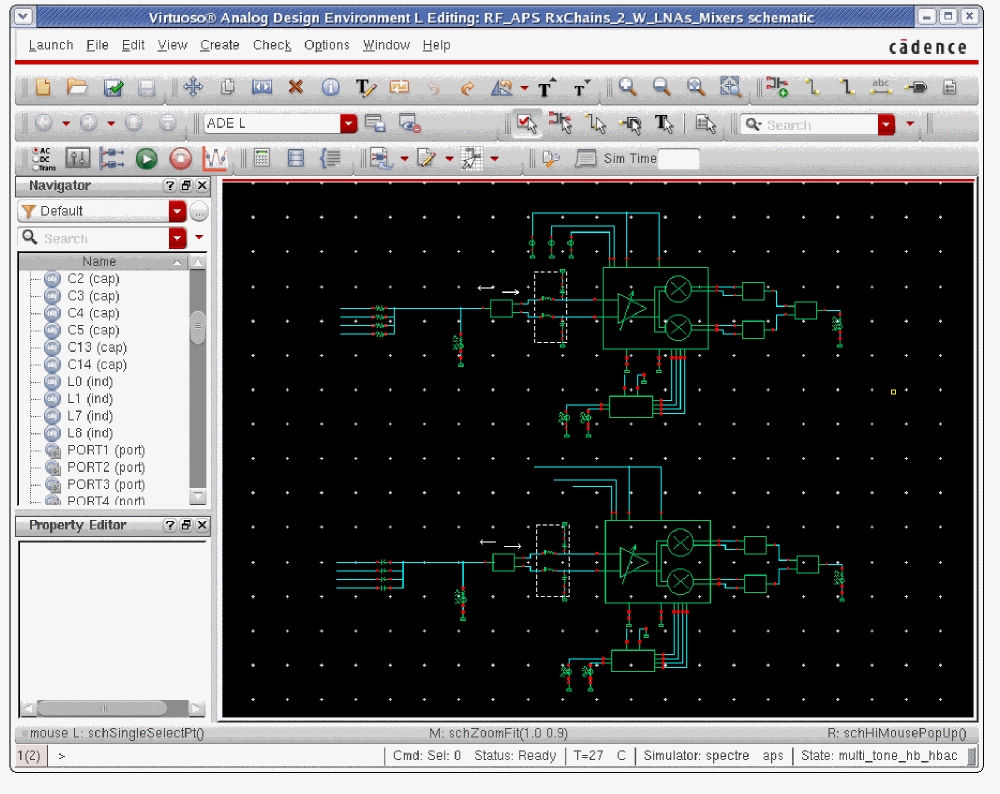 Virtuoso® Analog Design Environment L Editing: RF_APS RxChains_2_W_LNAs_Mixers schematic
Launch File Edit View Create Check Options Window Help
cādence
abc
ADE L
Search
AC
DC
Trans
Sim Time
Navigator
Default
Search
Name
C2 (cap)
C3 (cap)
C4 (cap)
C5 (cap)
C13 (cap)
C14 (cap)
L0 (ind)
L1 (ind)
L7 (ind)
L8 (ind)
PORT1 (port)
PORT2 (port)
PORT3 (port)
PORT4 (port)
Property Editor
mouse L: schSingleSelectPt() M: schZoomFit(1.0 0.9) R: schHiMousePopUp()
1(2) > Cmd: Sel: 0 Status: Ready T=27 C Simulator: spectre aps State: multi_tone_hb_hbac